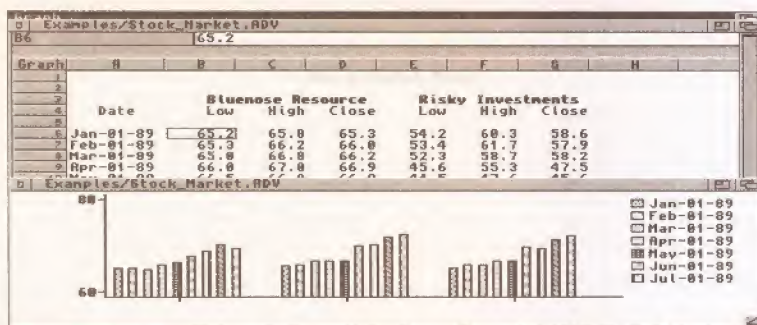 Examples/Stock_Market.ADV
B6 65.2
Graph A B C D E F G H
1
2
3 Bluenose Resource Risky Investments
4 Date Low High Close Low High Close
5
6 Jan-01-89 65.2 65.8 65.3 54.2 60.3 58.6
7 Feb-01-89 65.3 66.2 66.0 53.4 61.7 57.9
8 Mar-01-89 65.0 66.8 66.2 52.3 58.7 58.2
9 Apr-01-89 66.0 67.0 66.9 45.6 55.3 47.5
Examples/Stock_Market.ADV
80
60
Jan-01-89
Feb-01-89
Mar-01-89
Apr-01-89
May-01-89
Jun-01-89
Jul-01-89